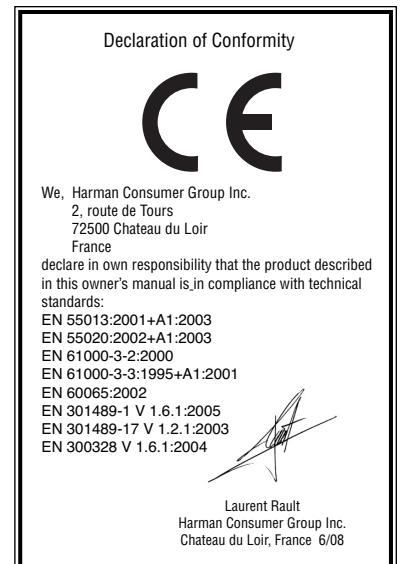 Declaration of Conformity
CE
We, Harman Consumer Group Inc.
2, route de Tours
72500 Chateau du Loir
France
declare in own responsibility that the product described
in this owner's manual is in compliance with technical
standards:
EN 55013:2001+A1:2003
EN 55020:2002+A1:2003
EN 61000-3-2:2000
EN 61000-3-3:1995+A1:2001
EN 60065:2002
EN 301489-1 V 1.6.1:2005
EN 301489-17 V 1.2.1:2003
EN 300328 V 1.6.1:2004
Laurent Rault
Harman Consumer Group Inc.
Chateau du Loir, France 6/08